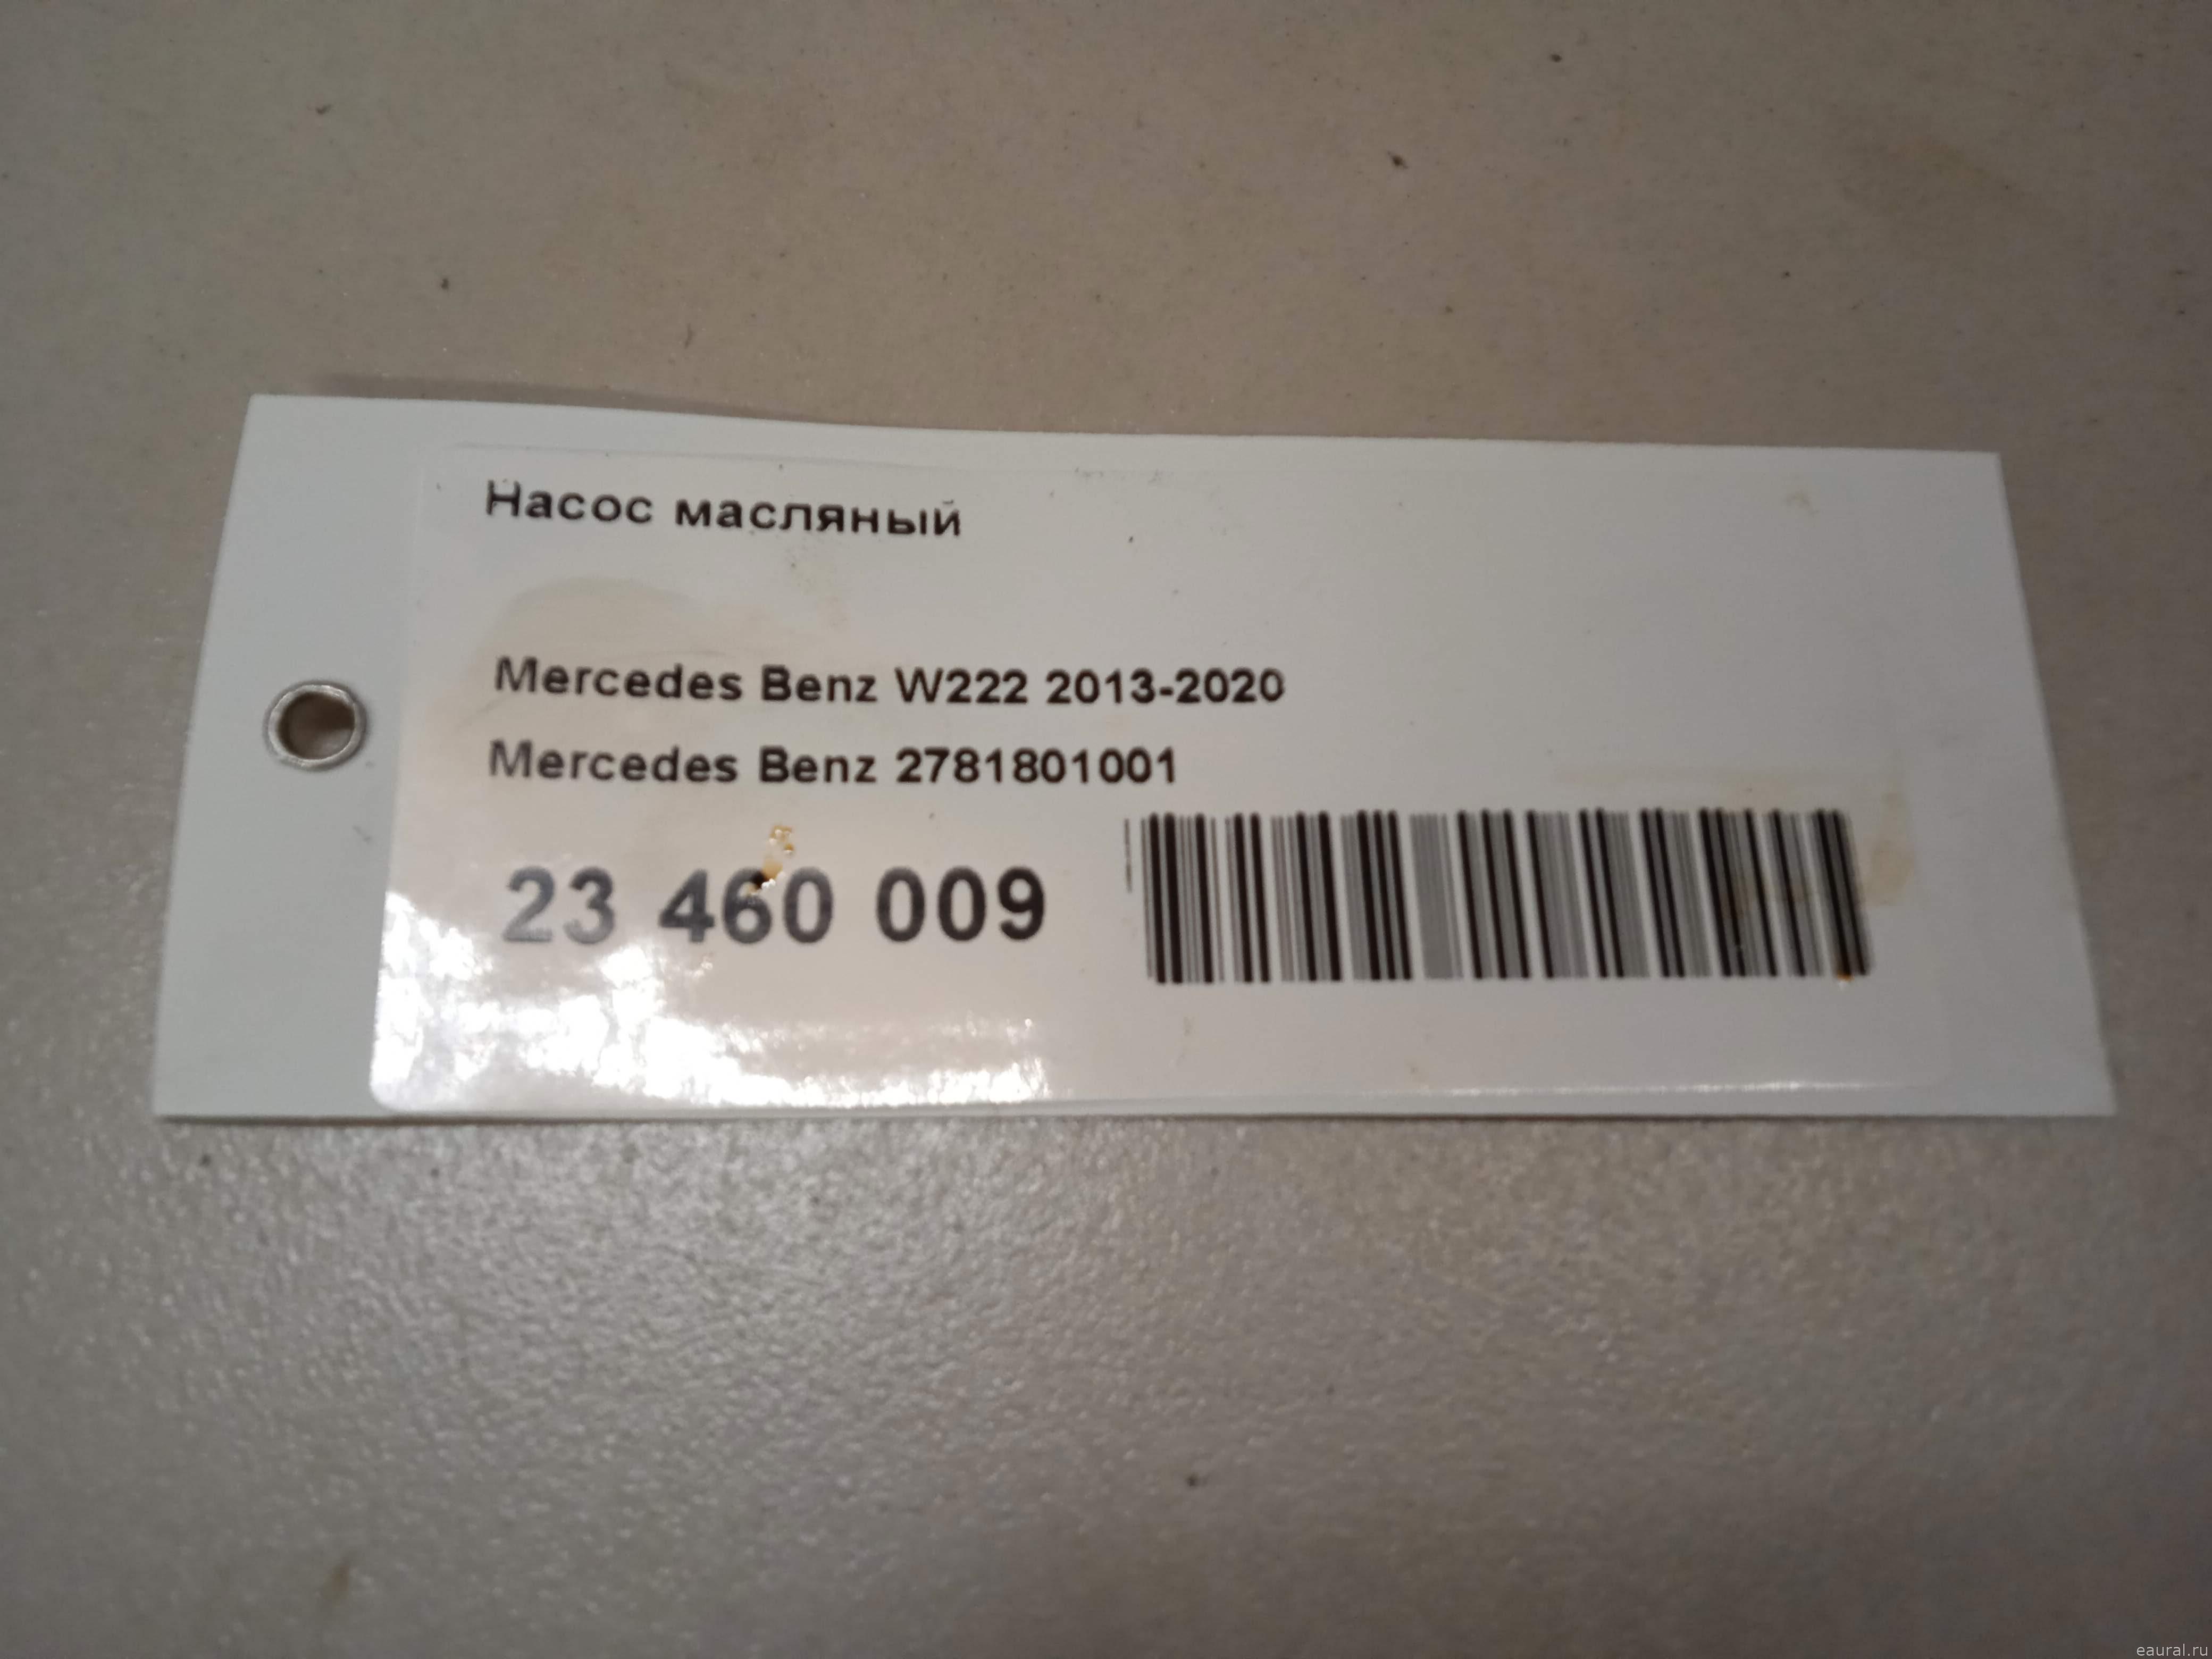 Насос масляный
Mercedes Benz W222 2013-2020
Mercedes Benz 2781801001
23 460 009
eaural.ru